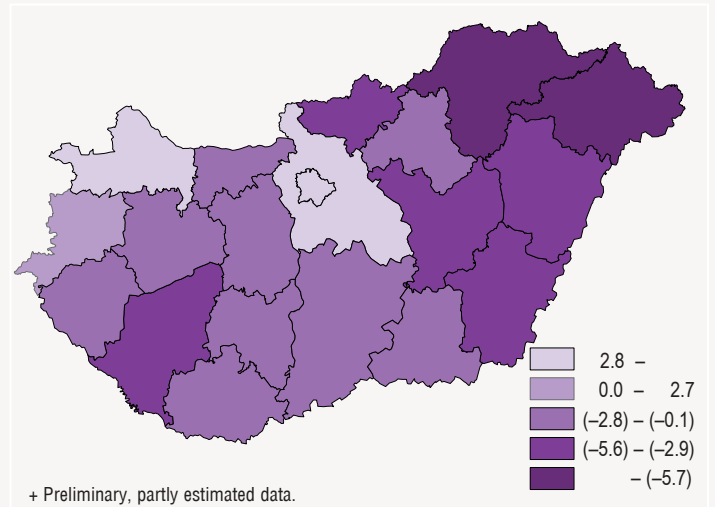 2.8 –
0.0 – 2.7
(–2.8) – (–0.1)
(–5.6) – (–2.9)
– (–5.7)
+ Preliminary, partly estimated data.